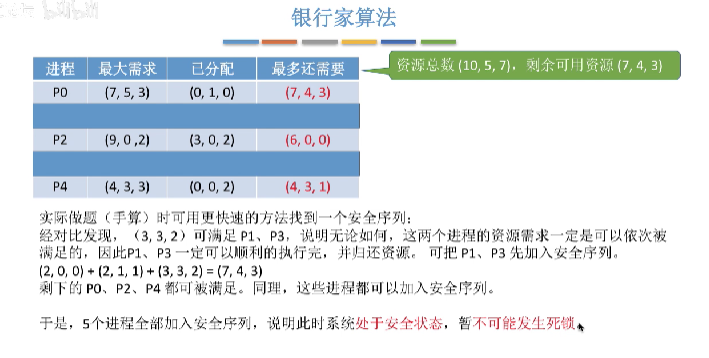 银行家算法
资源总数 (10, 5, 7)，剩余可用资源 (7, 4, 3)
进程 最大需求 已分配 最多还需要
P0 (7, 5, 3) (0, 1, 0) (7, 4, 3)
P2 (9, 0 ,2) (3, 0, 2) (6, 0, 0)
P4 (4, 3, 3) (0, 0, 2) (4, 3, 1)
实际做题（手算）时可用更快速的方法找到一个安全序列：
经对比发现，（3, 3, 2）可满足 P1、P3，说明无论如何，这两个进程的资源需求一定是可以依次被
满足的，因此P1、P3 一定可以顺利的执行完，并归还资源。 可把 P1、P3 先加入安全序列。
(2, 0, 0) + (2, 1, 1) + (3, 3, 2) = (7, 4, 3)
剩下的 P0、P2、P4 都可被满足。同理，这些进程都可以加入安全序列。
于是，5个进程全部加入安全序列，说明此时系统处于安全状态，暂不可能发生死锁。